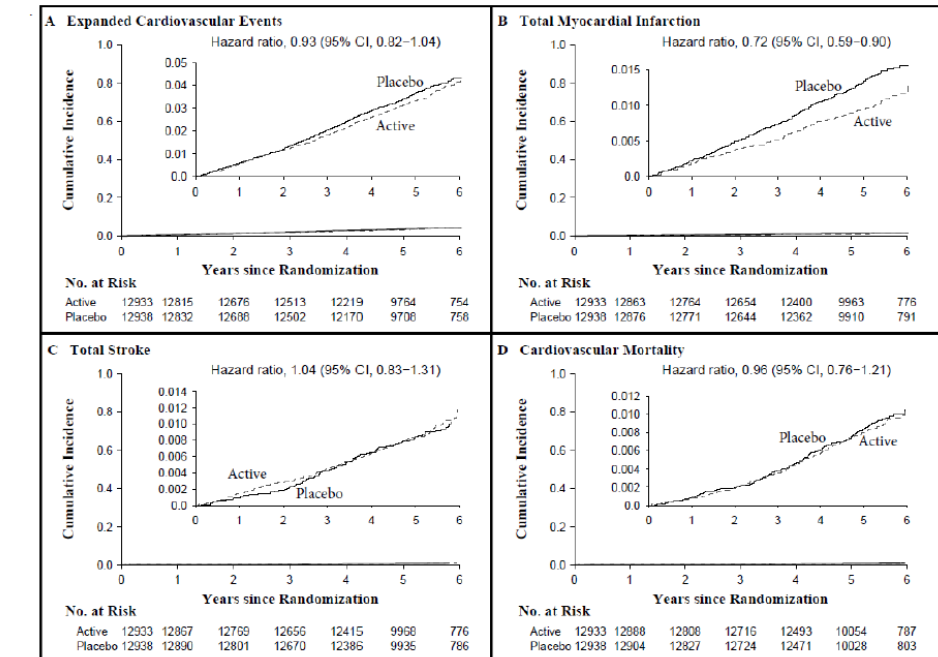 A Expanded Cardiovascular Events
Hazard ratio, 0.93 (95% CI, 0.82−1.04)
Cumulative Incidence
1.0
0.8
0.6
0.4
0.2
0.0
0.05
0.04
0.03
0.02
0.01
0.0
Placebo
Active
0 1 2 3 4 5 6
0 1 2 3 4 5 6
Years since Randomization
No. at Risk
Active 12933 12815 12676 12513 12219 9764 754
Placebo 12938 12832 12688 12502 12170 9708 758
B Total Myocardial Infarction
Hazard ratio, 0.72 (95% CI, 0.59−0.90)
Cumulative Incidence
1.0
0.8
0.6
0.4
0.2
0.0
0.015
0.010
0.005
0.0
Placebo
Active
0 1 2 3 4 5 6
0 1 2 3 4 5 6
Years since Randomization
No. at Risk
Active 12933 12863 12764 12654 12400 9963 776
Placebo 12938 12876 12771 12644 12362 9910 791
C Total Stroke
Hazard ratio, 1.04 (95% CI, 0.83−1.31)
Cumulative Incidence
1.0
0.8
0.6
0.4
0.2
0.0
0.014
0.012
0.010
0.008
0.006
0.004
0.002
0.0
Active
Placebo
0 1 2 3 4 5 6
0 1 2 3 4 5 6
Years since Randomization
No. at Risk
Active 12933 12867 12769 12656 12415 9968 776
Placebo 12938 12890 12801 12670 12386 9935 786
D Cardiovascular Mortality
Hazard ratio, 0.96 (95% CI, 0.76−1.21)
Cumulative Incidence
1.0
0.8
0.6
0.4
0.2
0.0
0.012
0.010
0.008
0.006
0.004
0.002
0.0
Placebo
Active
0 1 2 3 4 5 6
0 1 2 3 4 5 6
Years since Randomization
No. at Risk
Active 12933 12888 12808 12716 12493 10054 787
Placebo 12938 12904 12827 12724 12471 10028 803